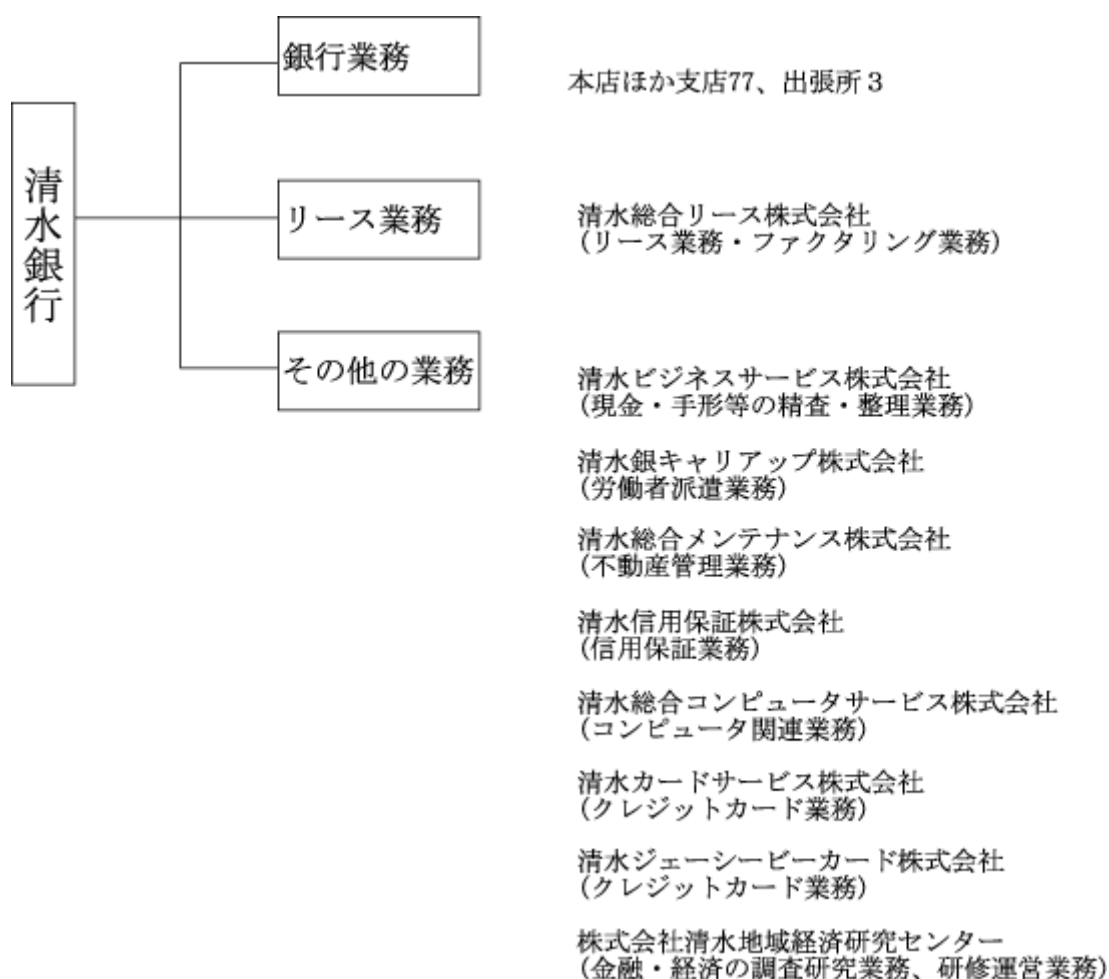 清水銀行
銀行業務
本店ほか支店77、出張所3
リース業務
清水総合リース株式会社
(リース業務・ファクタリング業務)
その他の業務
清水ビジネスサービス株式会社
(現金・手形等の精査・整理業務)
清水銀キャリアップ株式会社
(労働者派遣業務)
清水総合メンテナンス株式会社
(不動産管理業務)
清水信用保証株式会社
(信用保証業務)
清水総合コンピュータサービス株式会社
(コンピュータ関連業務)
清水カードサービス株式会社
(クレジットカード業務)
清水ジェーシービーカード株式会社
(クレジットカード業務)
株式会社清水地域経済研究センター
(金融・経済の調査研究業務、研修運営業務)